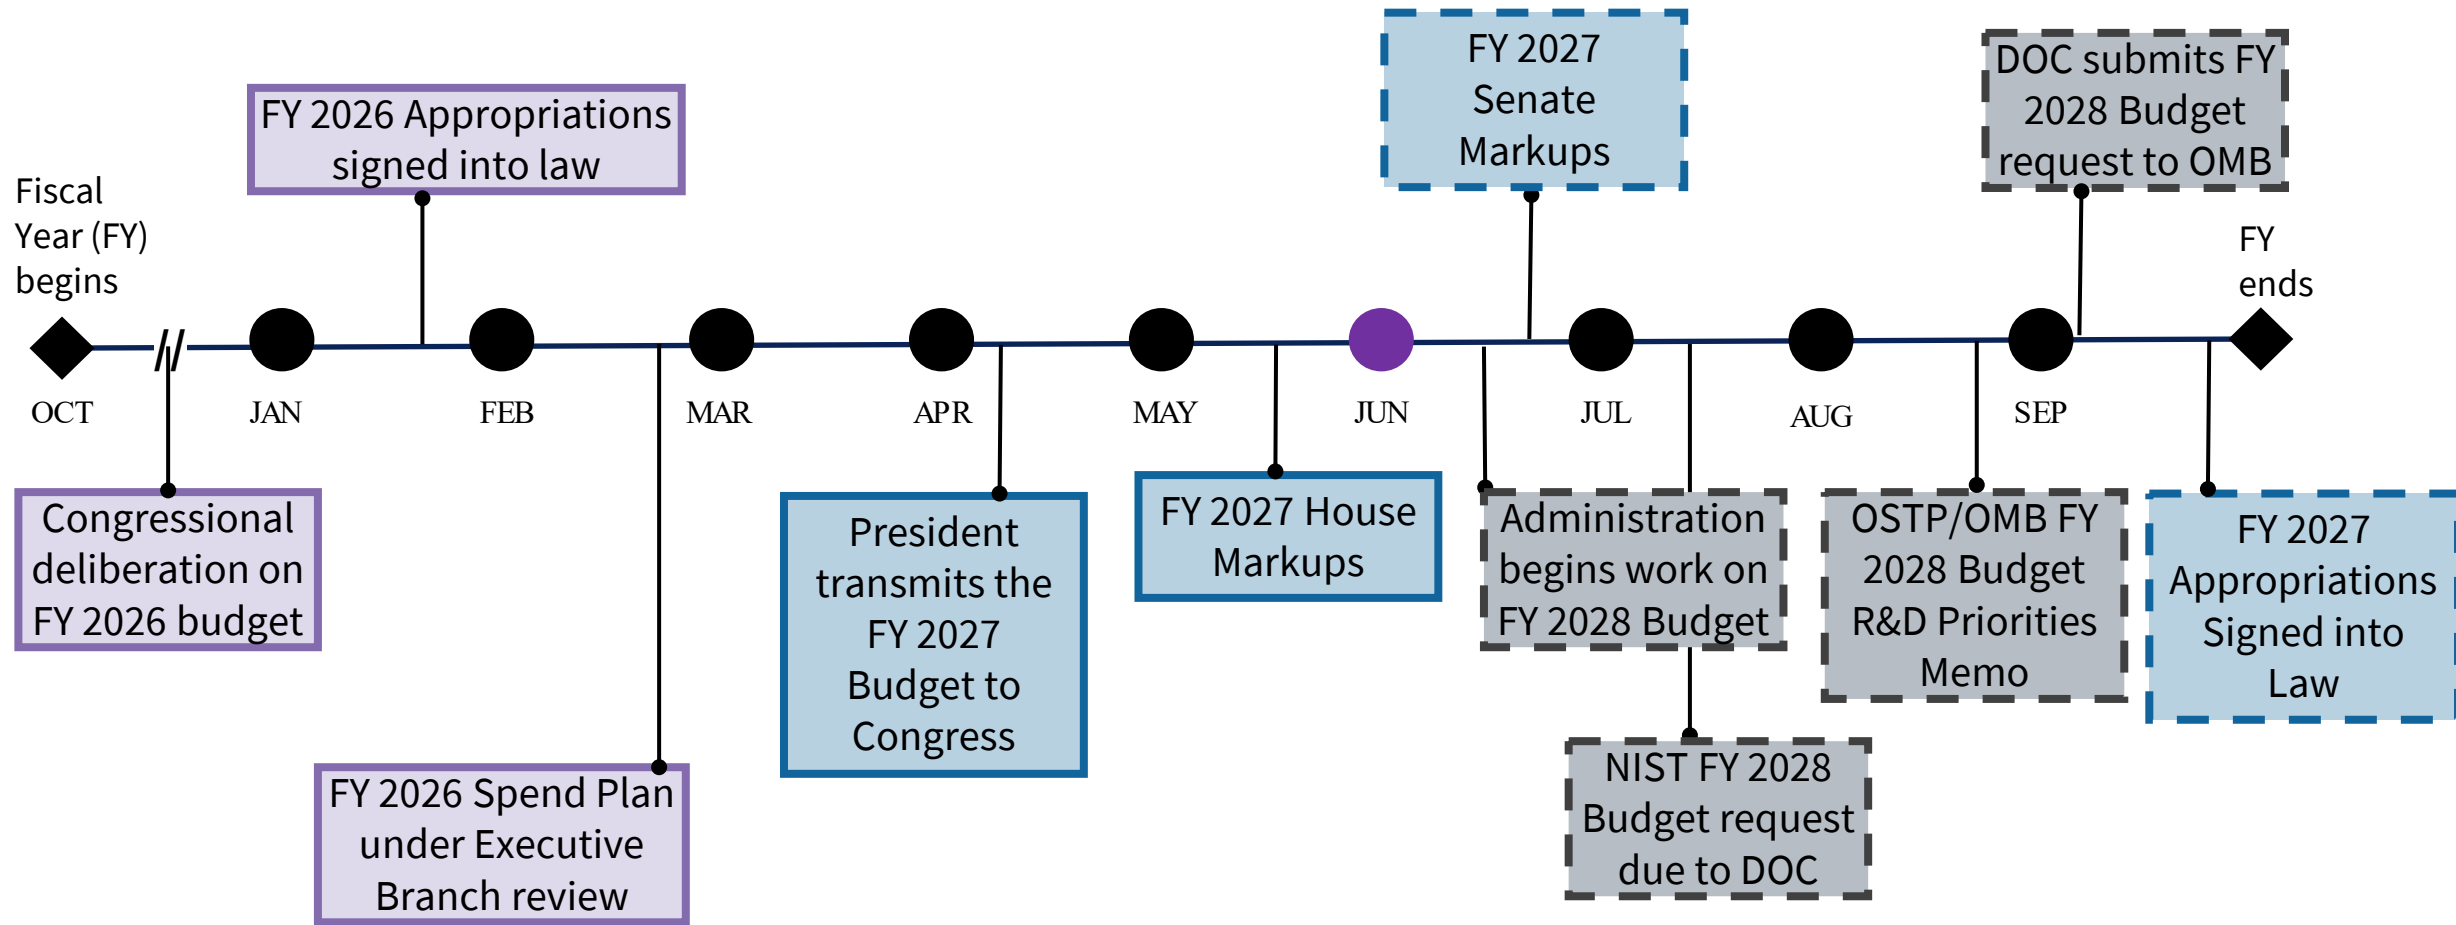 FY 2027
Senate
Markups
DOC submits FY
2028 Budget
request to OMB
FY 2026 Appropriations
signed into law
Fiscal
Year (FY)
begins
FY
ends
//
OCT
JAN
FEB
MAR
APR
MAY
JUN
JUL
AUG
SEP
Congressional
deliberation on
FY 2026 budget
FY 2026 Spend Plan
under Executive
Branch review
President
transmits the
FY 2027
Budget to
Congress
FY 2027 House
Markups
Administration
begins work on
FY 2028 Budget
NIST FY 2028
Budget request
due to DOC
OSTP/OMB FY
2028 Budget
R&D Priorities
Memo
FY 2027
Appropriations
Signed into
Law